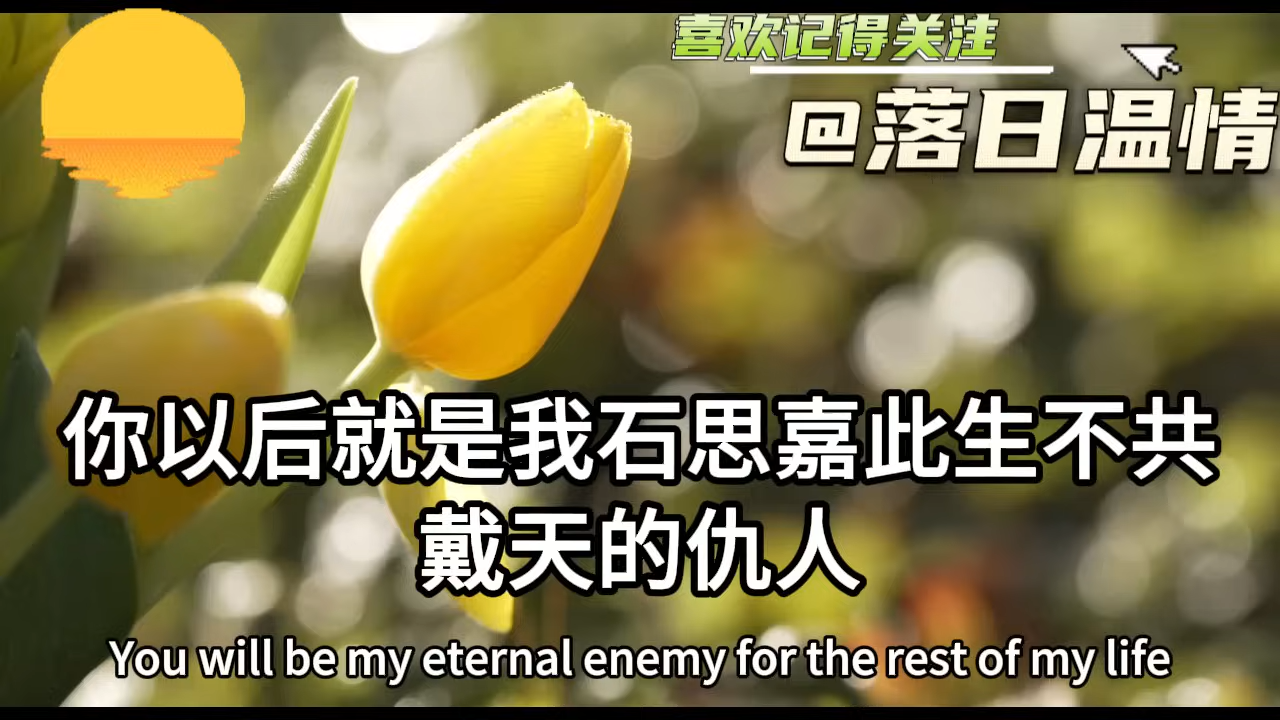 喜欢记得关注
@落日温情
你以后就是我石思嘉此生不共
戴天的仇人
You will be my eternal enemy for the rest of my life